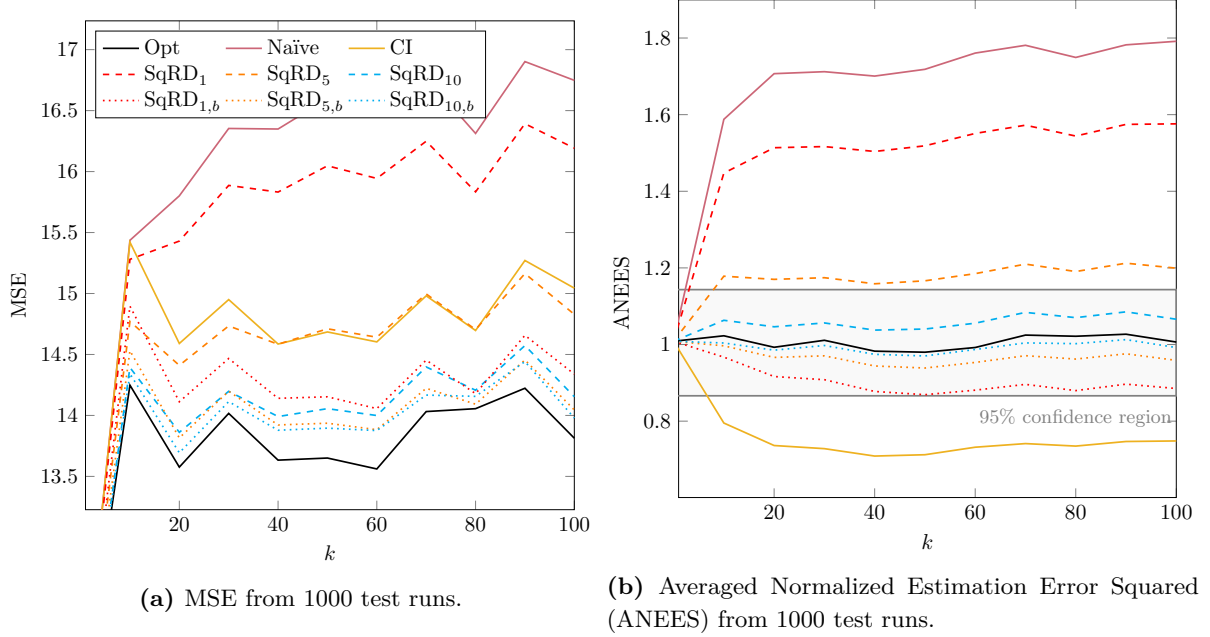 17
16.5
16
15.5
15
14.5
14
13.5
MSE
Opt Naïve CI
SqRD₁ SqRD₅ SqRD₁₀
SqRD₁,b SqRD₅,b SqRD₁₀,b
20 40 60 80 100
k
(a) MSE from 1000 test runs.
1.8
1.6
1.4
1.2
1
0.8
ANEES
95% confidence region
20 40 60 80 100
k
(b) Averaged Normalized Estimation Error Squared
(ANEES) from 1000 test runs.